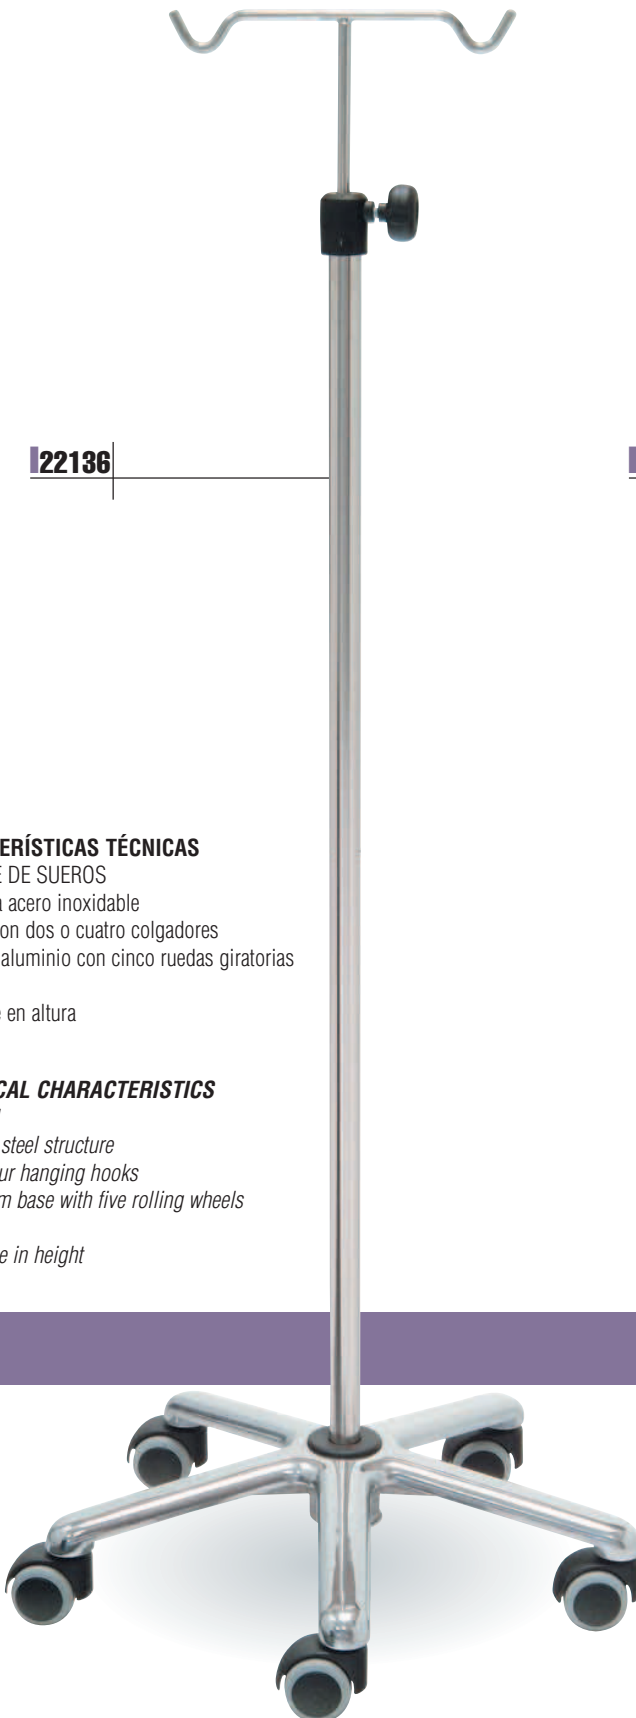 22136
ERÍSTICAS TÉCNICAS
DE SUEROS
acero inoxidable
on dos o cuatro colgadores
aluminio con cinco ruedas giratorias
en altura
CAL CHARACTERISTICS
steel structure
ur hanging hooks
m base with five rolling wheels
e in height